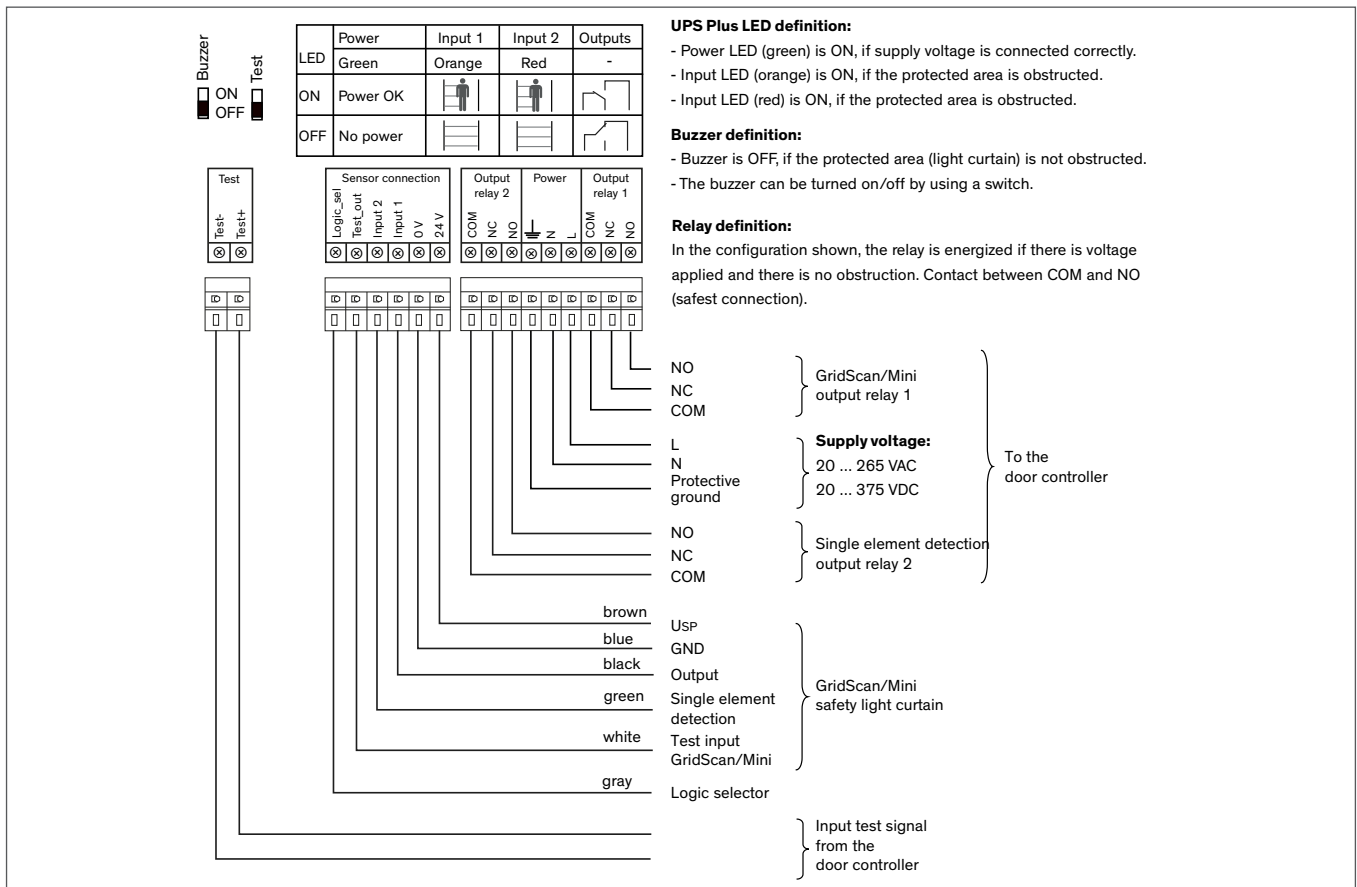 Buzzer
ON
OFF
Test
LED
Power
Input 1
Input 2
Outputs
Green
Orange
Red
-
ON
Power OK
OFF
No power
UPS Plus LED definition:
- Power LED (green) is ON, if supply voltage is connected correctly.
- Input LED (orange) is ON, if the protected area is obstructed.
- Input LED (red) is ON, if the protected area is obstructed.
Buzzer definition:
- Buzzer is OFF, if the protected area (light curtain) is not obstructed.
- The buzzer can be turned on/off by using a switch.
Relay definition:
In the configuration shown, the relay is energized if there is voltage
applied and there is no obstruction. Contact between COM and NO
(safest connection).
Test
Test-
Test+
Sensor connection
Logic_sel
Test_out
Input 2
Input 1
0 V
24 V
Output
relay 2
Power
Output
relay 1
COM
NC
NO
N
L
COM
NC
NO
NO
NC
COM
GridScan/Mini
output relay 1
L
N
Protective
ground
Supply voltage:
20 ... 265 VAC
20 ... 375 VDC
To the
door controller
NO
NC
COM
Single element detection
output relay 2
brown
USP
blue
GND
black
Output
green
Single element
detection
white
Test input
GridScan/Mini
GridScan/Mini
safety light curtain
gray
Logic selector
Input test signal
from the
door controller